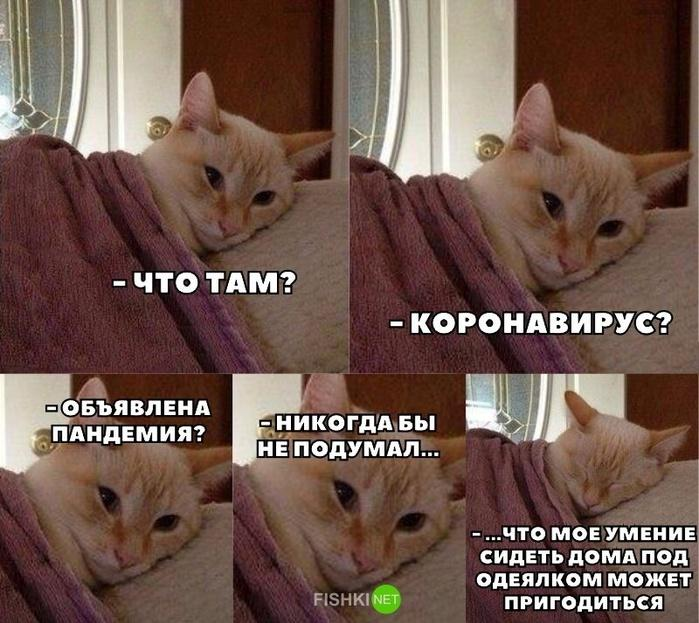 - ЧТО ТАМ?
- КОРОНАВИРУС?
- ОБЪЯВЛЕНА
ПАНДЕМИЯ?
- НИКОГДА БЫ
НЕ ПОДУМАЛ...
- ...ЧТО МОЕ УМЕНИЕ
СИДЕТЬ ДОМА ПОД
ОДЕЯЛКОМ МОЖЕТ
ПРИГОДИТЬСЯ
FISHKI NET